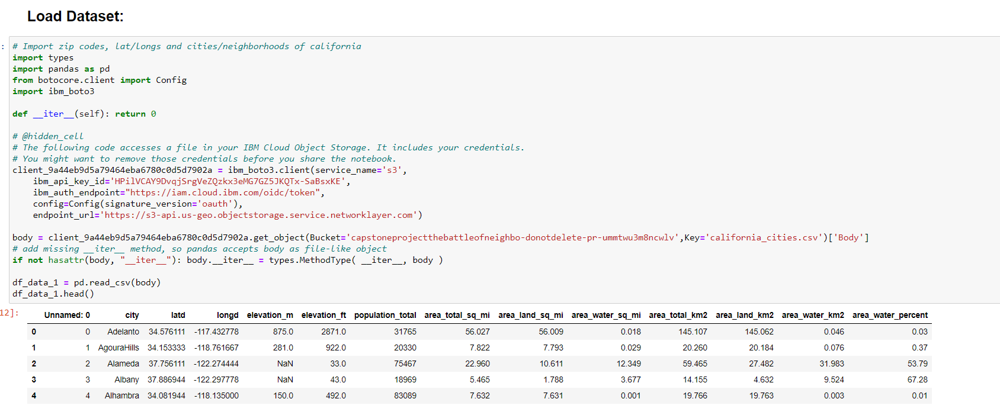 Load Dataset:
: # Import zip codes, lat/longs and cities/neighborhoods of california
import types
import pandas as pd
from botocore.client import Config
import ibm_boto3
def __iter__(self): return 0
# @hidden_cell
# The following code accesses a file in your IBM Cloud Object Storage. It includes your credentials.
# You might want to remove those credentials before you share the notebook.
client_9a44eb9d5a79464eba6780c0d5d7902a = ibm_boto3.client(service_name='s3',
    ibm_api_key_id='HPilVCAY9DvqjSrgVeZQzkx3eMG7GZ5JKQTx-SaBsxKE',
    ibm_auth_endpoint="https://iam.cloud.ibm.com/oidc/token",
    config=Config(signature_version='oauth'),
    endpoint_url='https://s3-api.us-geo.objectstorage.service.networklayer.com')
body = client_9a44eb9d5a79464eba6780c0d5d7902a.get_object(Bucket='capstoneprojectthebattleofneighbo-donotdelete-pr-ummtwu3m8ncwlv',Key='california_cities.csv')['Body']
# add missing __iter__ method, so pandas accepts body as file-like object
if not hasattr(body, "__iter__"): body.__iter__ = types.MethodType( __iter__, body )
df_data_1 = pd.read_csv(body)
df_data_1.head()
12]: Unnamed: 0 city latd longd elevation_m elevation_ft population_total area_total_sq_mi area_land_sq_mi area_water_sq_mi area_total_km2 area_land_km2 area_water_km2 area_water_percent
0 0 Adelanto 34.576111 -117.432778 875.0 2871.0 31765 56.027 56.009 0.018 145.107 145.062 0.046 0.03
1 1 AgouraHills 34.153333 -118.761667 281.0 922.0 20330 7.822 7.793 0.029 20.260 20.184 0.076 0.37
2 2 Alameda 37.756111 -122.274444 NaN 33.0 75467 22.960 10.611 12.349 59.465 27.482 31.983 53.79
3 3 Albany 37.886944 -122.297778 NaN 43.0 18969 5.465 1.788 3.677 14.155 4.632 9.524 67.28
4 4 Alhambra 34.081944 -118.135000 150.0 492.0 83089 7.632 7.631 0.001 19.766 19.763 0.003 0.01